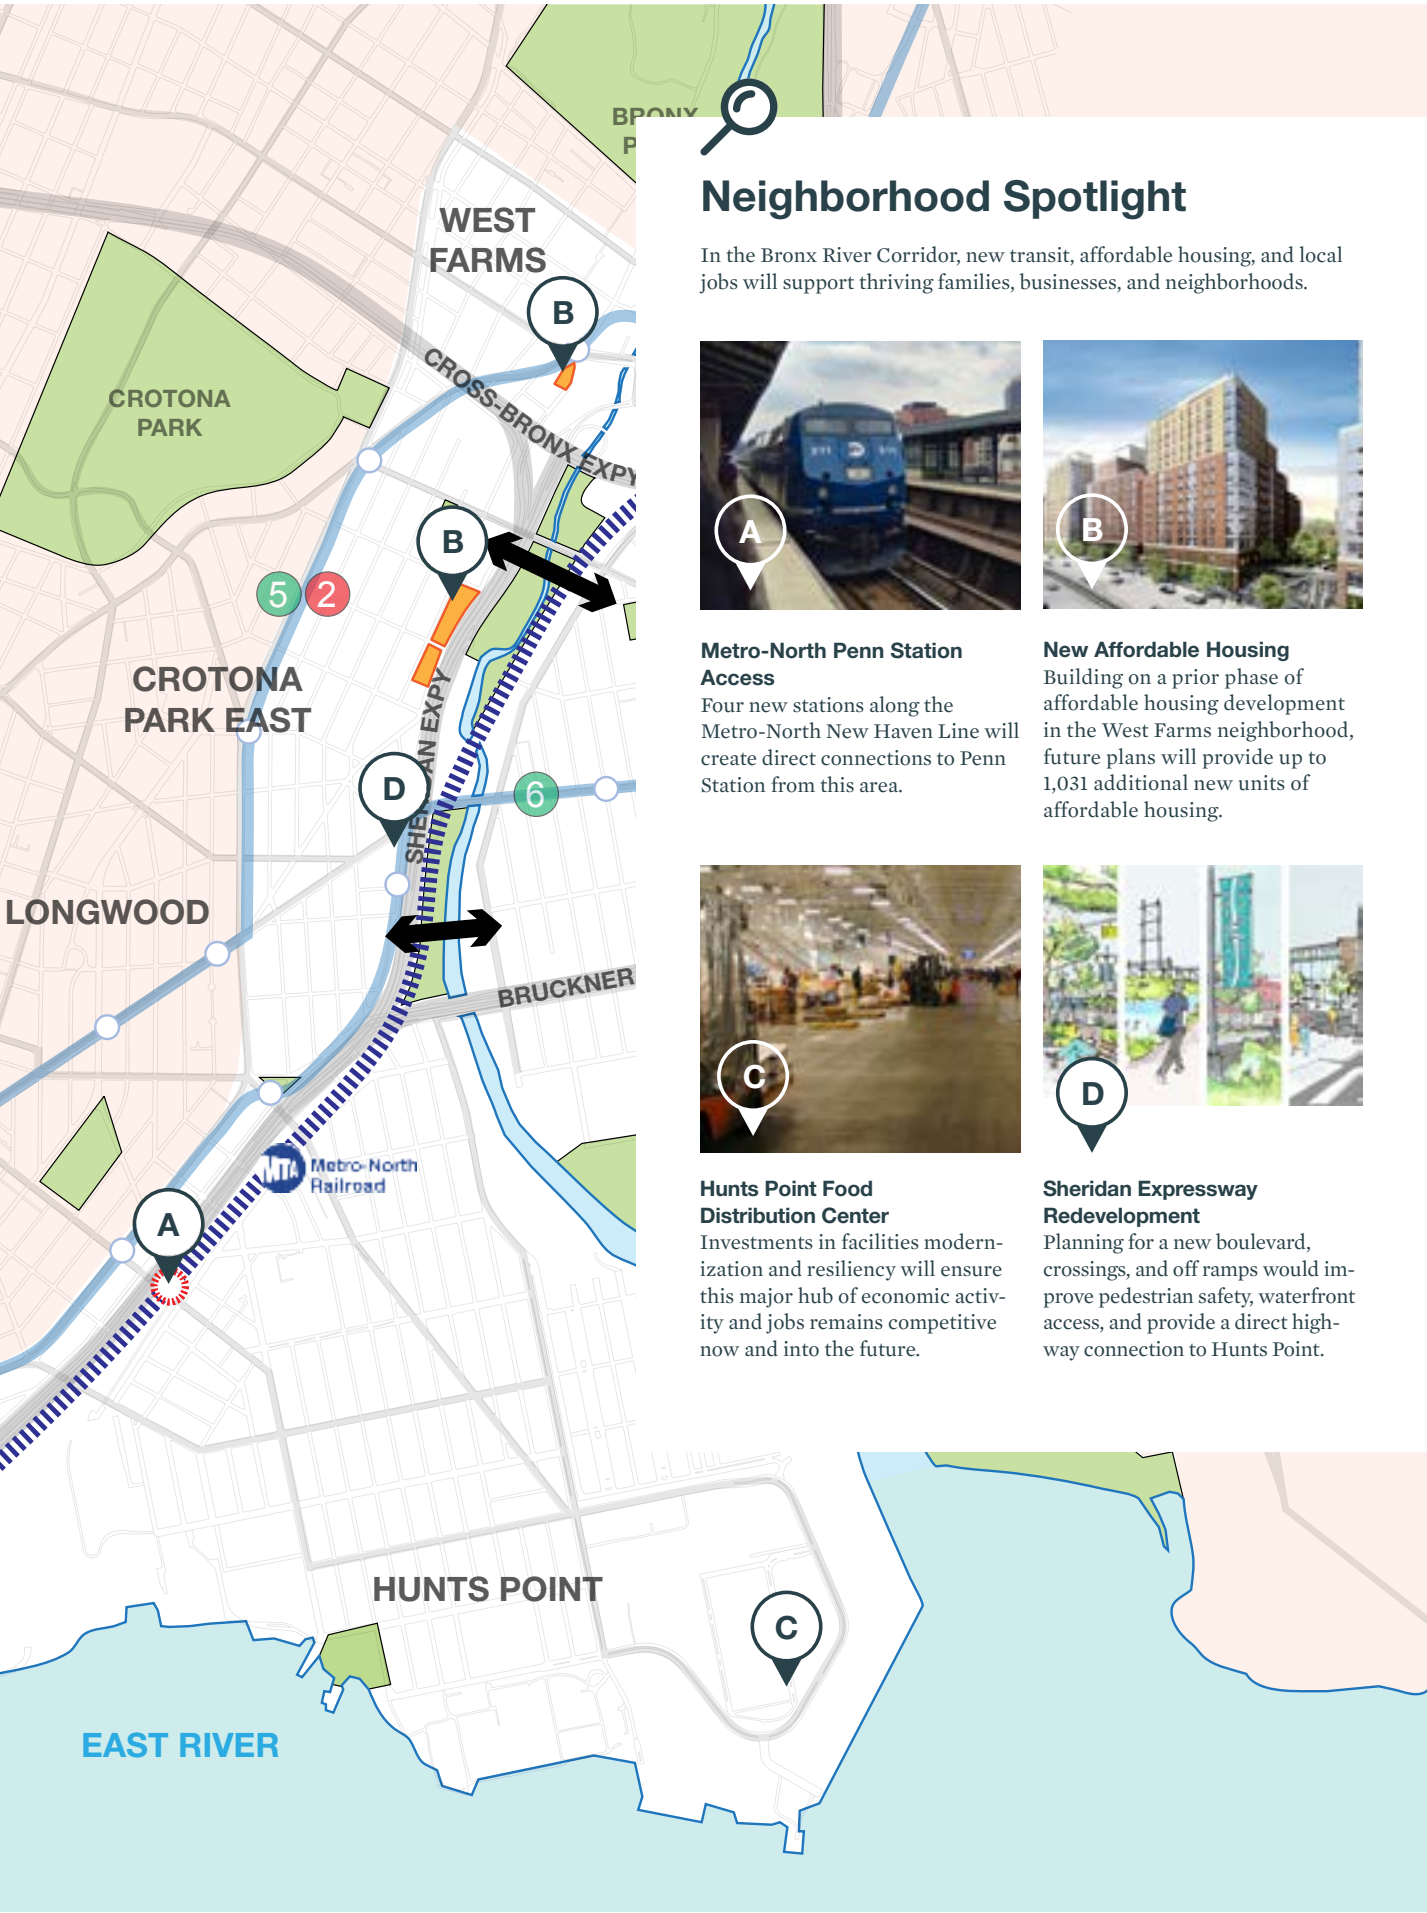 BRONX
WEST
FARMS
B
CROSS-BRONX EXPY
CROTONA
PARK
B
5 2
CROTONA
PARK EAST
SHERIDAN EXPY
D
6
LONGWOOD
BRUCKNER
MTA Metro-North
Railroad
A
HUNTS POINT
C
EAST RIVER
Neighborhood Spotlight
In the Bronx River Corridor, new transit, affordable housing, and local
jobs will support thriving families, businesses, and neighborhoods.
A
Metro-North Penn Station
Access
Four new stations along the
Metro-North New Haven Line will
create direct connections to Penn
Station from this area.
B
New Affordable Housing
Building on a prior phase of
affordable housing development
in the West Farms neighborhood,
future plans will provide up to
1,031 additional new units of
affordable housing.
C
Hunts Point Food
Distribution Center
Investments in facilities modern-
ization and resiliency will ensure
this major hub of economic activ-
ity and jobs remains competitive
now and into the future.
D
Sheridan Expressway
Redevelopment
Planning for a new boulevard,
crossings, and off ramps would im-
prove pedestrian safety, waterfront
access, and provide a direct high-
way connection to Hunts Point.